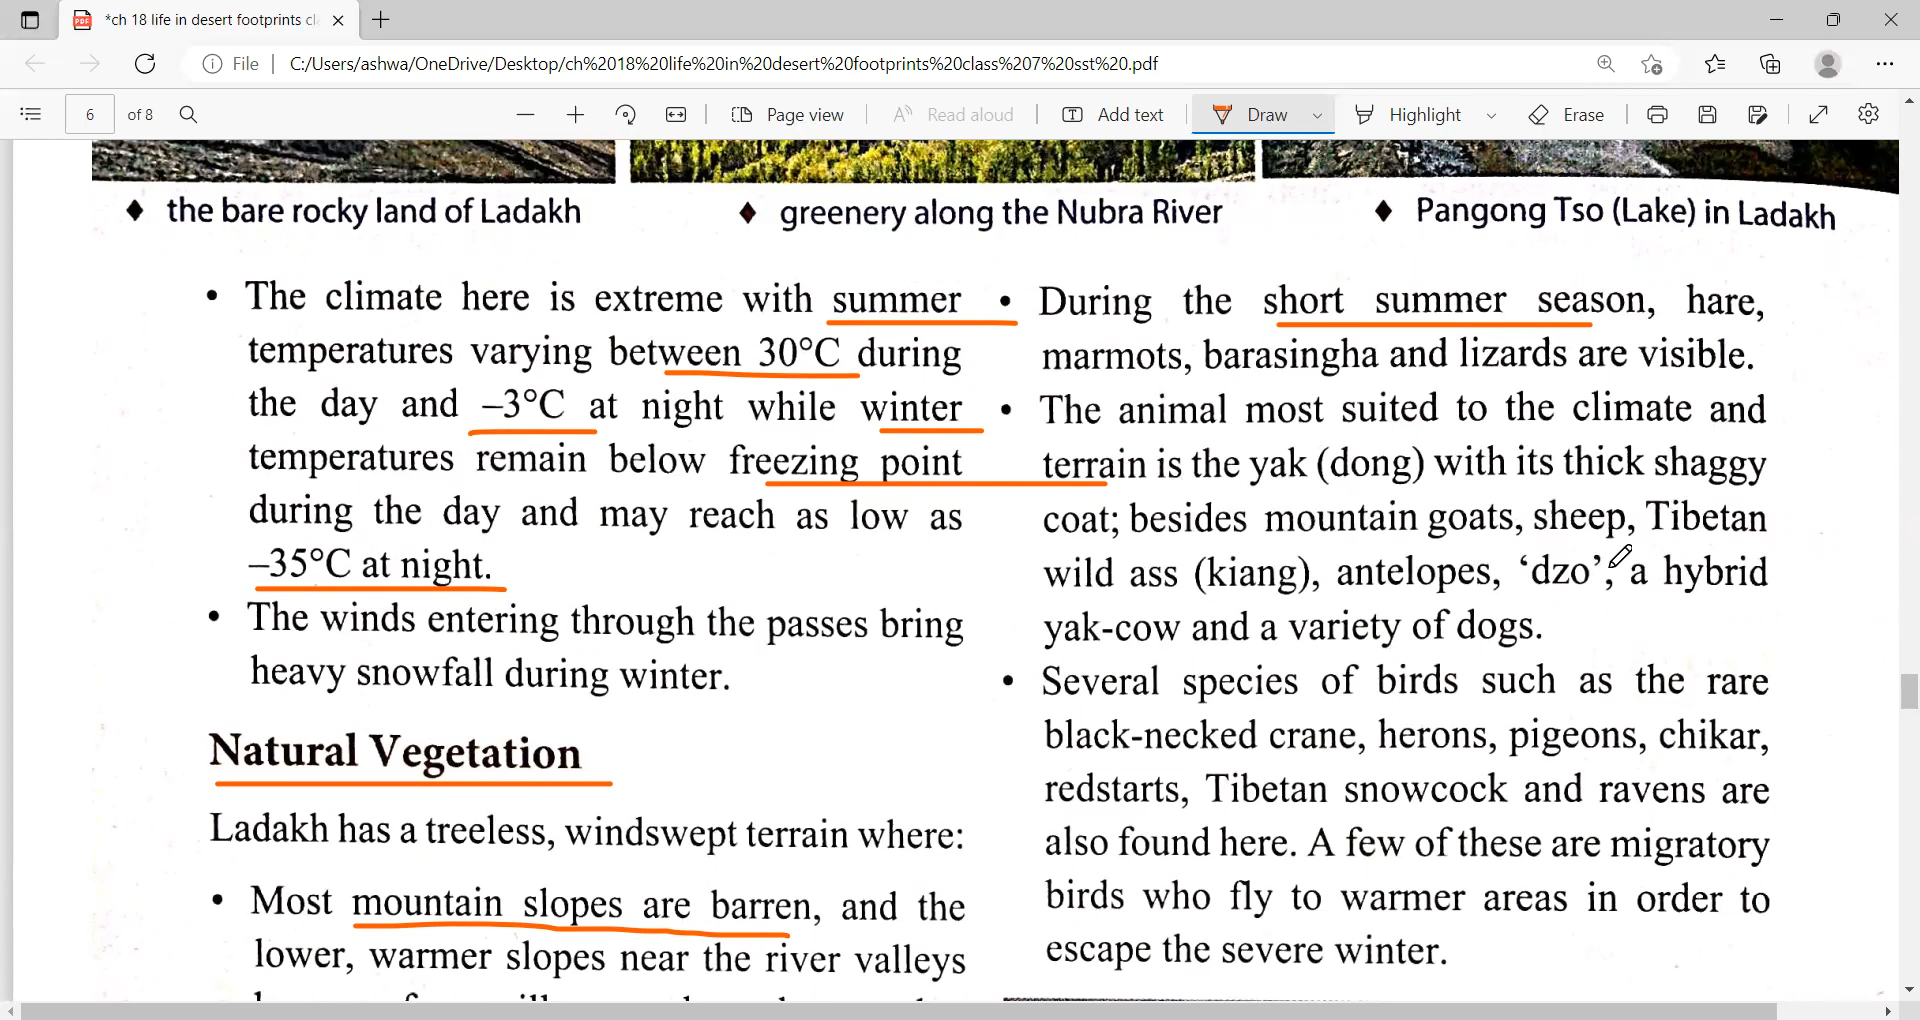 *ch 18 life in desert footprints cl
File
C:/Users/ashwa/OneDrive/Desktop/ch%2018%20life%20in%20desert%20footprints%20class%207%20sst%20.pdf
6 of 8
Page view
Read aloud
Add text
Draw
Highlight
Erase
♦ the bare rocky land of Ladakh
♦ greenery along the Nubra River
♦ Pangong Tso (Lake) in Ladakh
• The climate here is extreme with summer
temperatures varying between 30°C during
the day and –3°C at night while winter
temperatures remain below freezing point
during the day and may reach as low as
–35°C at night.
• The winds entering through the passes bring
heavy snowfall during winter.
Natural Vegetation
Ladakh has a treeless, windswept terrain where:
• Most mountain slopes are barren, and the
lower, warmer slopes near the river valleys
• During the short summer season, hare,
marmots, barasingha and lizards are visible.
• The animal most suited to the climate and
terrain is the yak (dong) with its thick shaggy
coat; besides mountain goats, sheep, Tibetan
wild ass (kiang), antelopes, ‘dzo’, a hybrid
yak-cow and a variety of dogs.
• Several species of birds such as the rare
black-necked crane, herons, pigeons, chikar,
redstarts, Tibetan snowcock and ravens are
also found here. A few of these are migratory
birds who fly to warmer areas in order to
escape the severe winter.